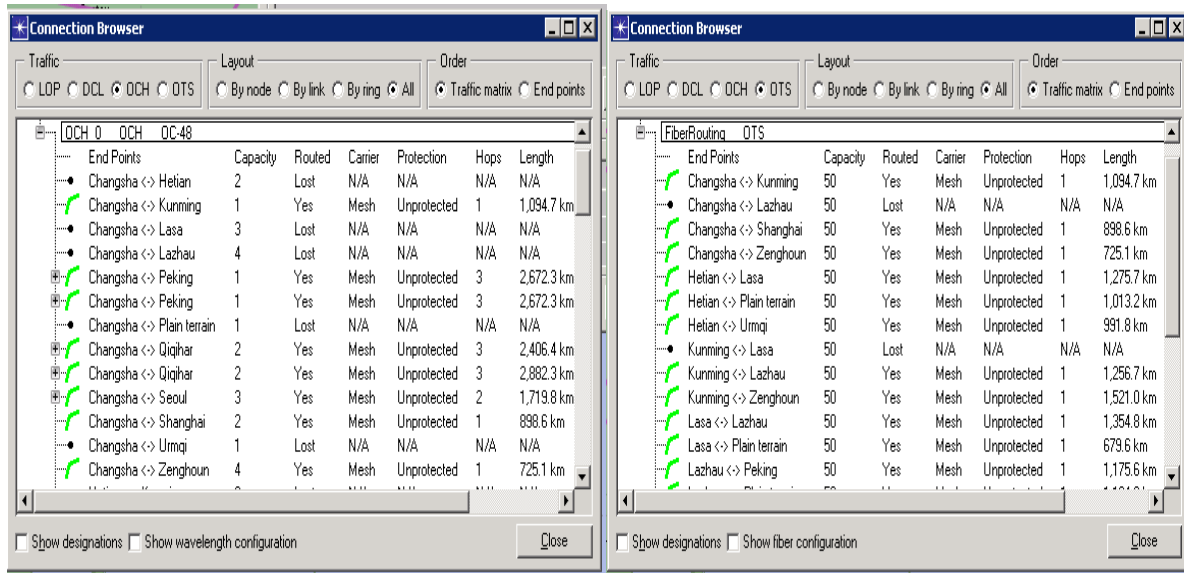 Connection Browser
Traffic
Layout
Order
LOP DCL OCH OTS
By node By link By ring All
Traffic matrix End points
OCH 0 OCH OC-48
End Points Capacity Routed Carrier Protection Hops Length
Changsha <-> Hetian 2 Lost N/A N/A N/A N/A
Changsha <-> Kunming 1 Yes Mesh Unprotected 1 1,094.7 km
Changsha <-> Lasa 3 Lost N/A N/A N/A N/A
Changsha <-> Lazhau 4 Lost N/A N/A N/A N/A
Changsha <-> Peking 1 Yes Mesh Unprotected 3 2,672.3 km
Changsha <-> Peking 1 Yes Mesh Unprotected 3 2,672.3 km
Changsha <-> Plain terrain 1 Lost N/A N/A N/A N/A
Changsha <-> Qiqihar 2 Yes Mesh Unprotected 3 2,406.4 km
Changsha <-> Qiqihar 2 Yes Mesh Unprotected 3 2,882.3 km
Changsha <-> Seoul 3 Yes Mesh Unprotected 2 1,719.8 km
Changsha <-> Shanghai 2 Yes Mesh Unprotected 1 898.6 km
Changsha <-> Urmqi 1 Lost N/A N/A N/A N/A
Changsha <-> Zenghoun 4 Yes Mesh Unprotected 1 725.1 km
Show designations Show wavelength configuration
Close
Connection Browser
Traffic
Layout
Order
LOP DCL OCH OTS
By node By link By ring All
Traffic matrix End points
FiberRouting OTS
End Points Capacity Routed Carrier Protection Hops Length
Changsha <-> Kunming 50 Yes Mesh Unprotected 1 1,094.7 km
Changsha <-> Lazhau 50 Lost N/A N/A N/A N/A
Changsha <-> Shanghai 50 Yes Mesh Unprotected 1 898.6 km
Changsha <-> Zenghoun 50 Yes Mesh Unprotected 1 725.1 km
Hetian <-> Lasa 50 Yes Mesh Unprotected 1 1,275.7 km
Hetian <-> Plain terrain 50 Yes Mesh Unprotected 1 1,013.2 km
Hetian <-> Urmqi 50 Yes Mesh Unprotected 1 991.8 km
Kunming <-> Lasa 50 Lost N/A N/A N/A N/A
Kunming <-> Lazhau 50 Yes Mesh Unprotected 1 1,256.7 km
Kunming <-> Zenghoun 50 Yes Mesh Unprotected 1 1,521.0 km
Lasa <-> Lazhau 50 Yes Mesh Unprotected 1 1,354.8 km
Lasa <-> Plain terrain 50 Yes Mesh Unprotected 1 679.6 km
Lazhau <-> Peking 50 Yes Mesh Unprotected 1 1,175.6 km
Show designations Show fiber configuration
Close